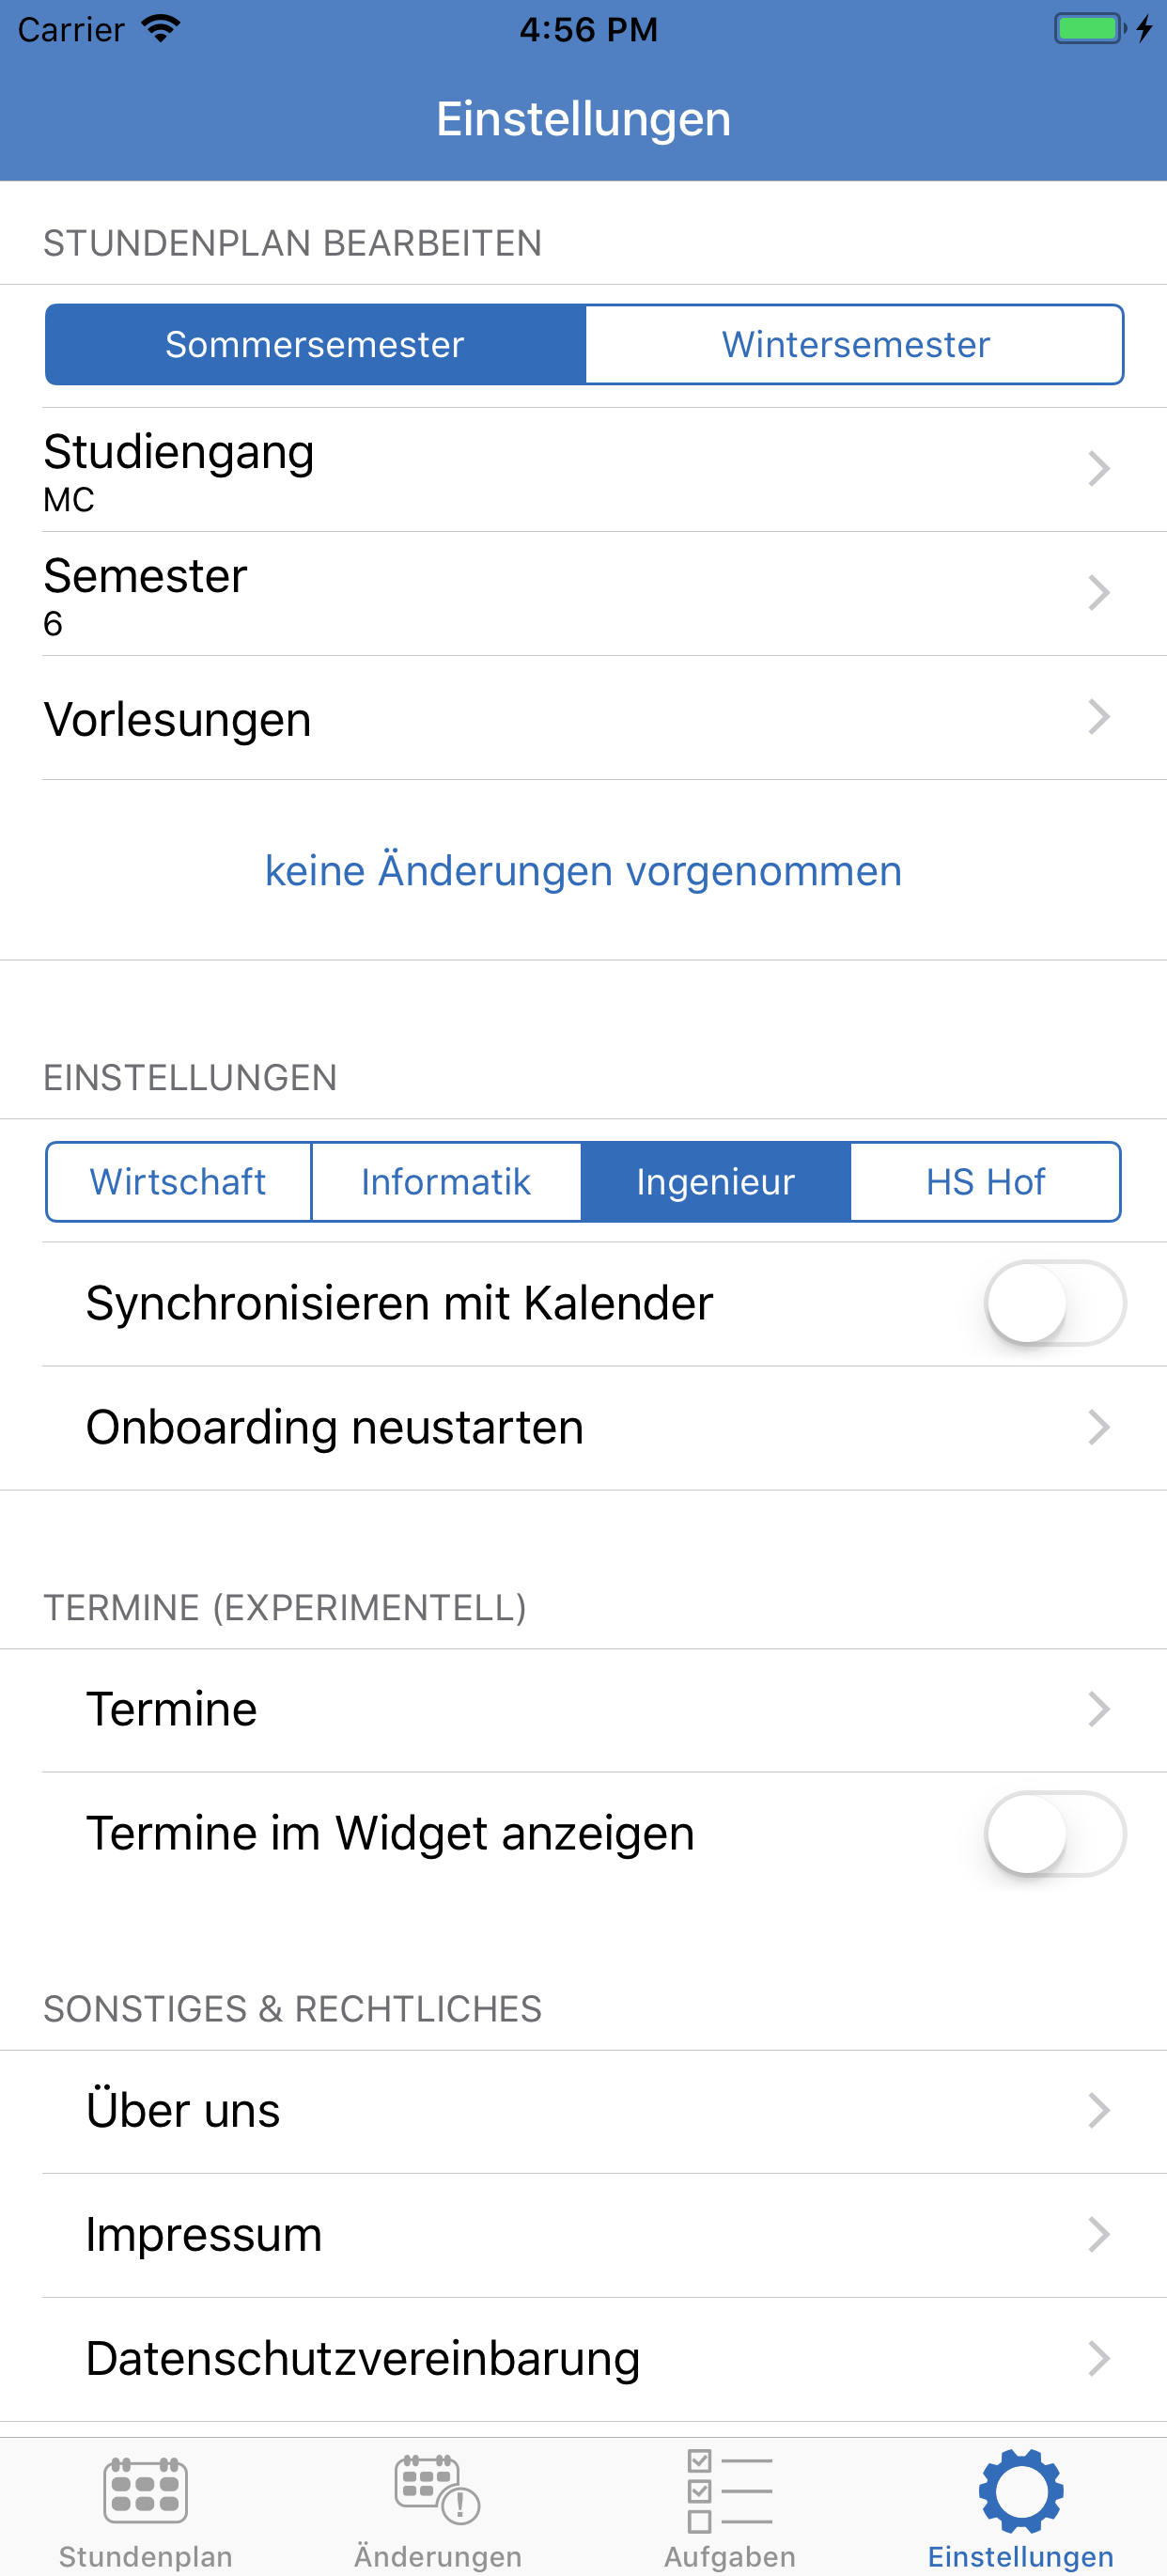 Carrier 4:56 PM
Einstellungen
STUNDENPLAN BEARBEITEN
Sommersemester Wintersemester
Studiengang
MC
Semester
6
Vorlesungen
keine Änderungen vorgenommen
EINSTELLUNGEN
Wirtschaft Informatik Ingenieur HS Hof
Synchronisieren mit Kalender
Onboarding neustarten
TERMINE (EXPERIMENTELL)
Termine
Termine im Widget anzeigen
SONSTIGES & RECHTLICHES
Über uns
Impressum
Datenschutzvereinbarung
Stundenplan Änderungen Aufgaben Einstellungen